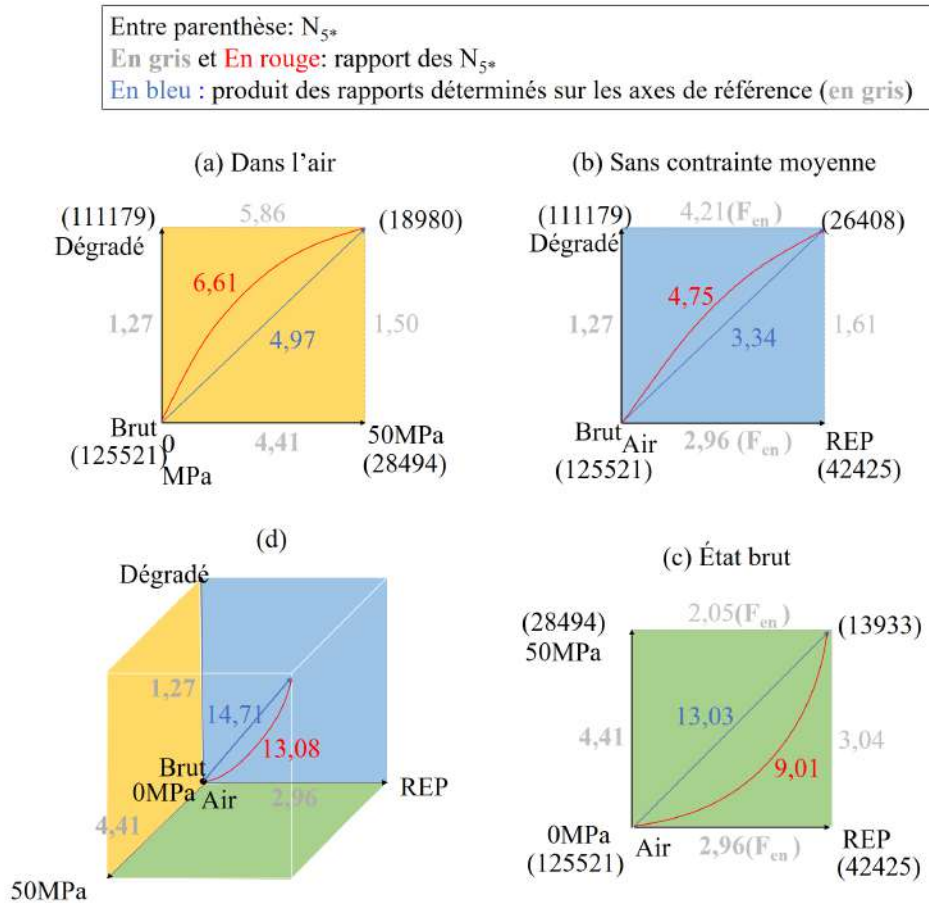 Entre parenthèse: N5*
En gris et En rouge: rapport des N5*
En bleu : produit des rapports déterminés sur les axes de référence (en gris)
(a) Dans l’air
(111179)
Dégradé
5,86
(18980)
6,61
1,27
4,97
1,50
Brut
(125521)
0
MPa
4,41
50MPa
(28494)
(b) Sans contrainte moyenne
(111179)
Dégradé
4,21(Fen)
(26408)
4,75
1,27
3,34
1,61
Brut
Air
(125521)
2,96 (Fen)
REP
(42425)
(d)
Dégradé
1,27
14,71
13,08
Brut
0MPa
Air
2,96
REP
4,41
50MPa
(c) État brut
2,05(Fen)
(28494)
50MPa
(13933)
13,03
4,41
3,04
9,01
0MPa
(125521)
Air
2,96(Fen)
REP
(42425)